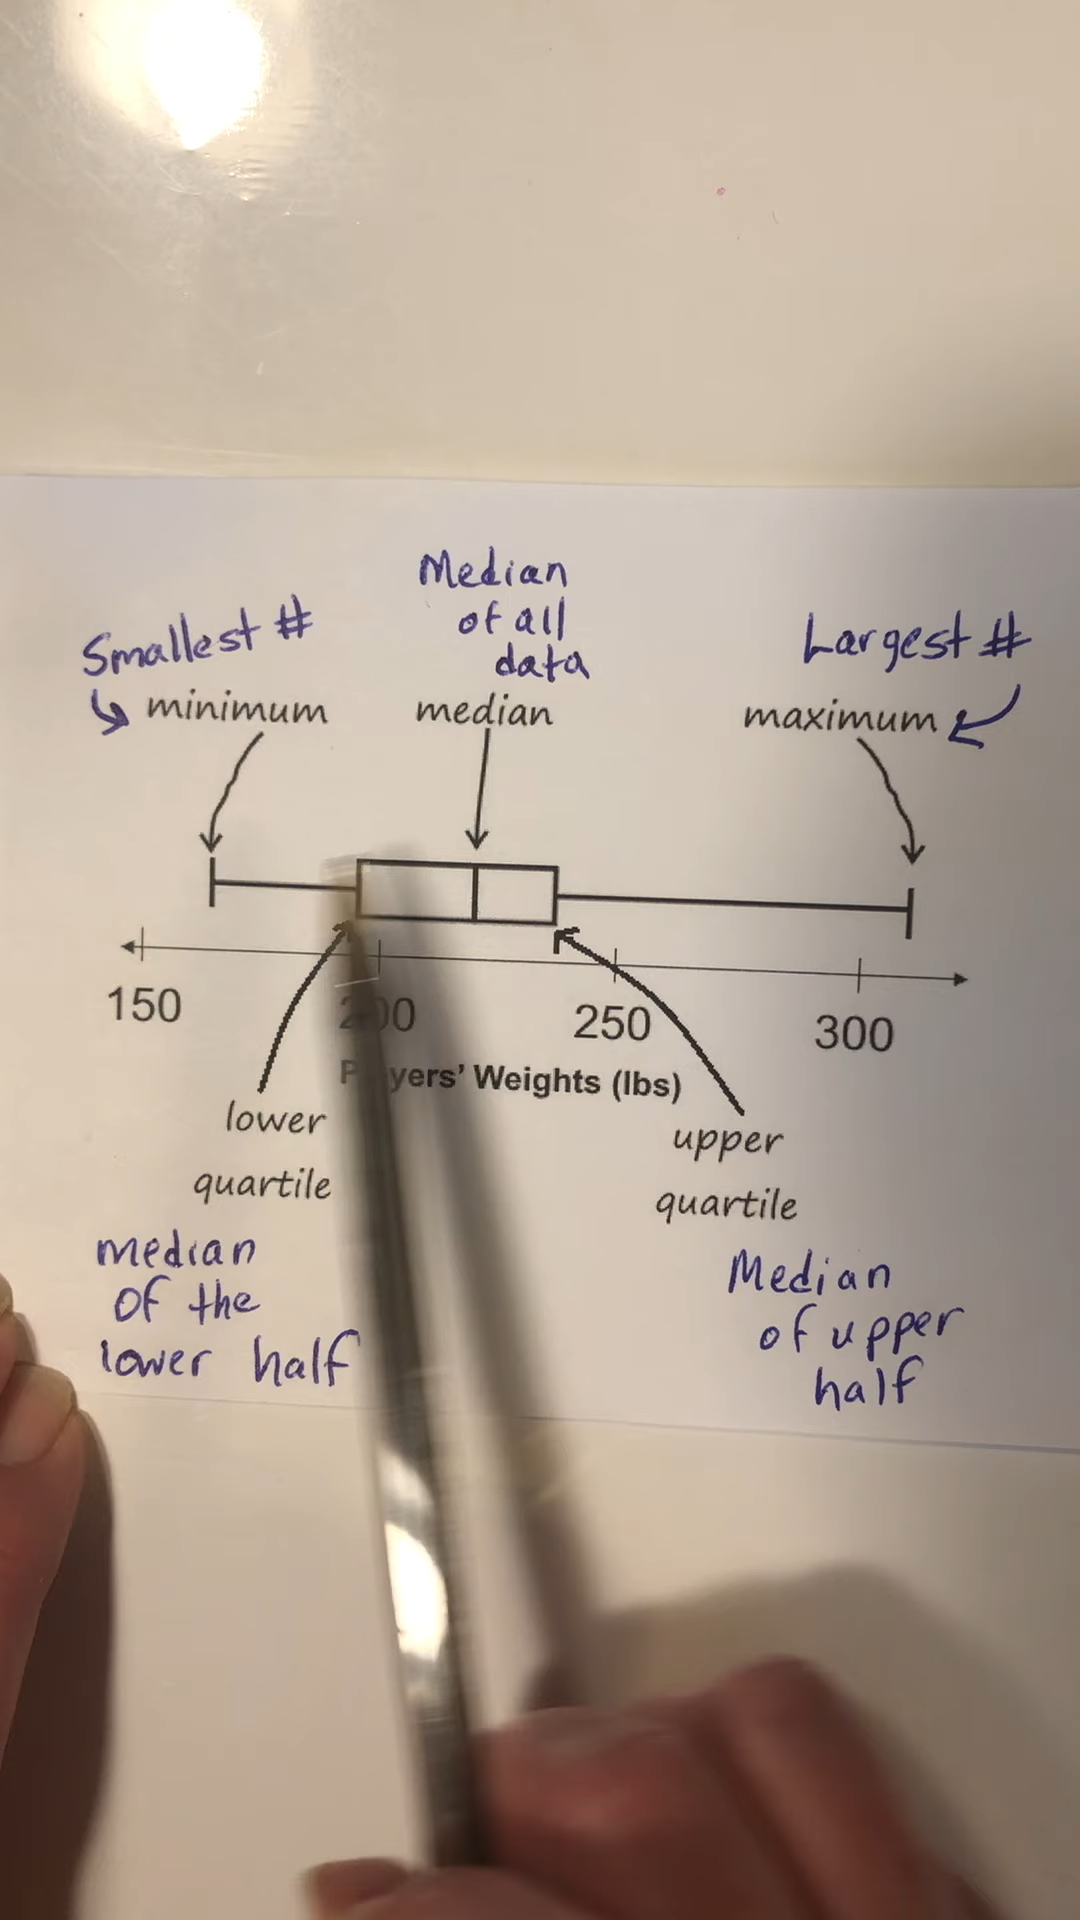 Median
of all
data
Smallest #
Largest #
minimum
median
maximum
150
250
300
Weights (lbs)
lower
quartile
upper
quartile
median
of the
lower half
Median
of upper
half